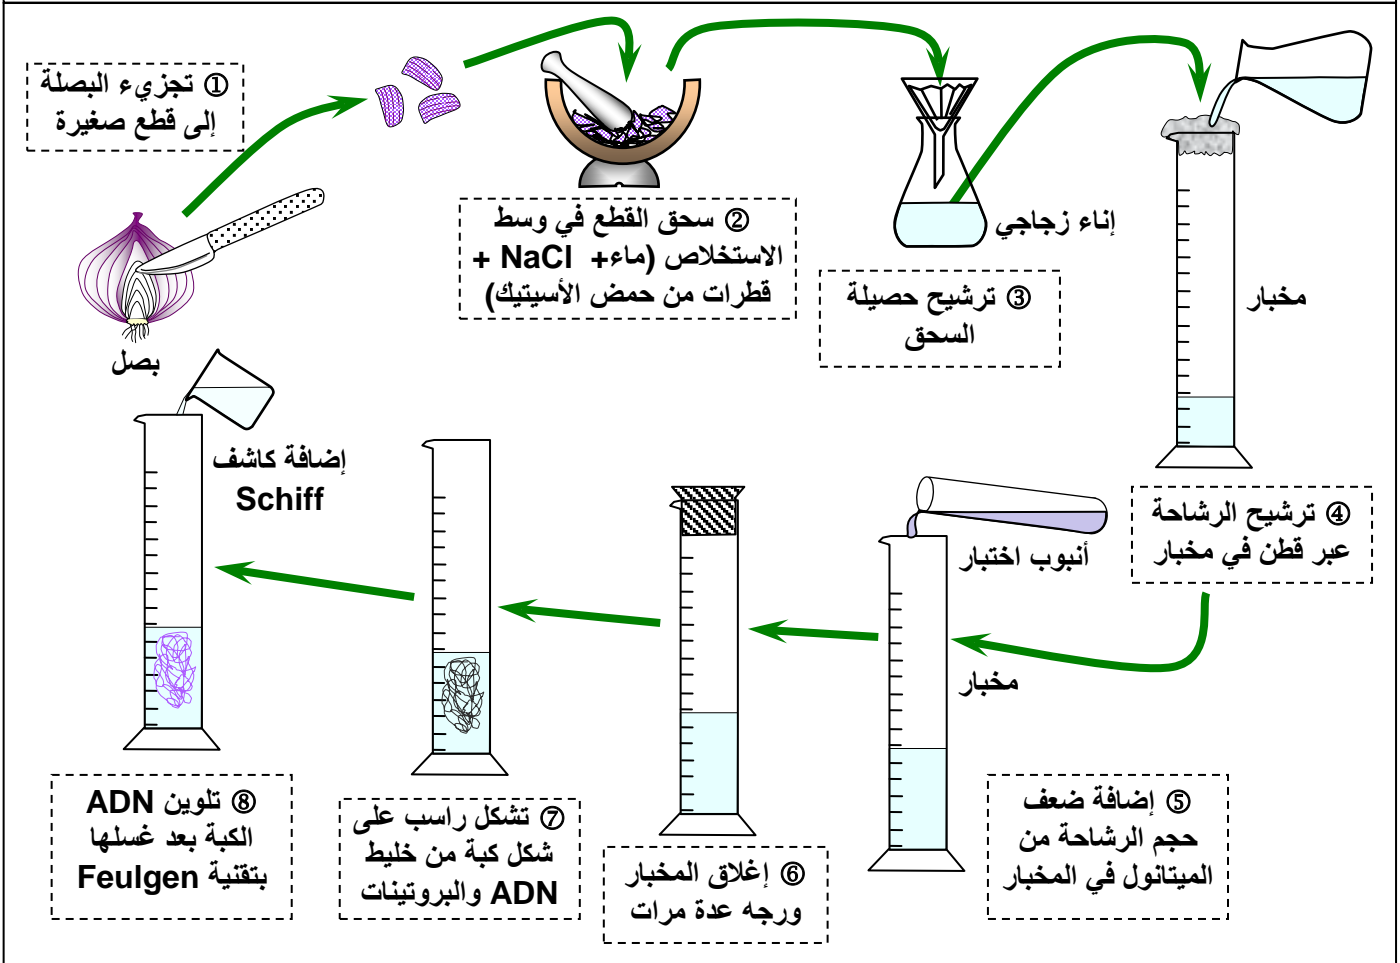 ① تجزيء البصلة
إلى قطع صغيرة
بصل
② سحق القطع في وسط
الاستخلاص (ماء+ NaCl +
قطرات من حمض الأسيتيك)
إناء زجاجي
③ ترشيح حصيلة
السحق
مخبار
④ ترشيح الرشاحة
عبر قطن في مخبار
أنبوب اختبار
مخبار
⑤ إضافة ضعف
حجم الرشاحة من
الميتانول في المخبار
⑥ إغلاق المخبار
ورجه عدة مرات
⑦ تشكل راسب على
شكل كبة من خليط
ADN والبروتينات
إضافة كاشف
Schiff
⑧ تلوين ADN
الكبة بعد غسلها
بتقنية Feulgen